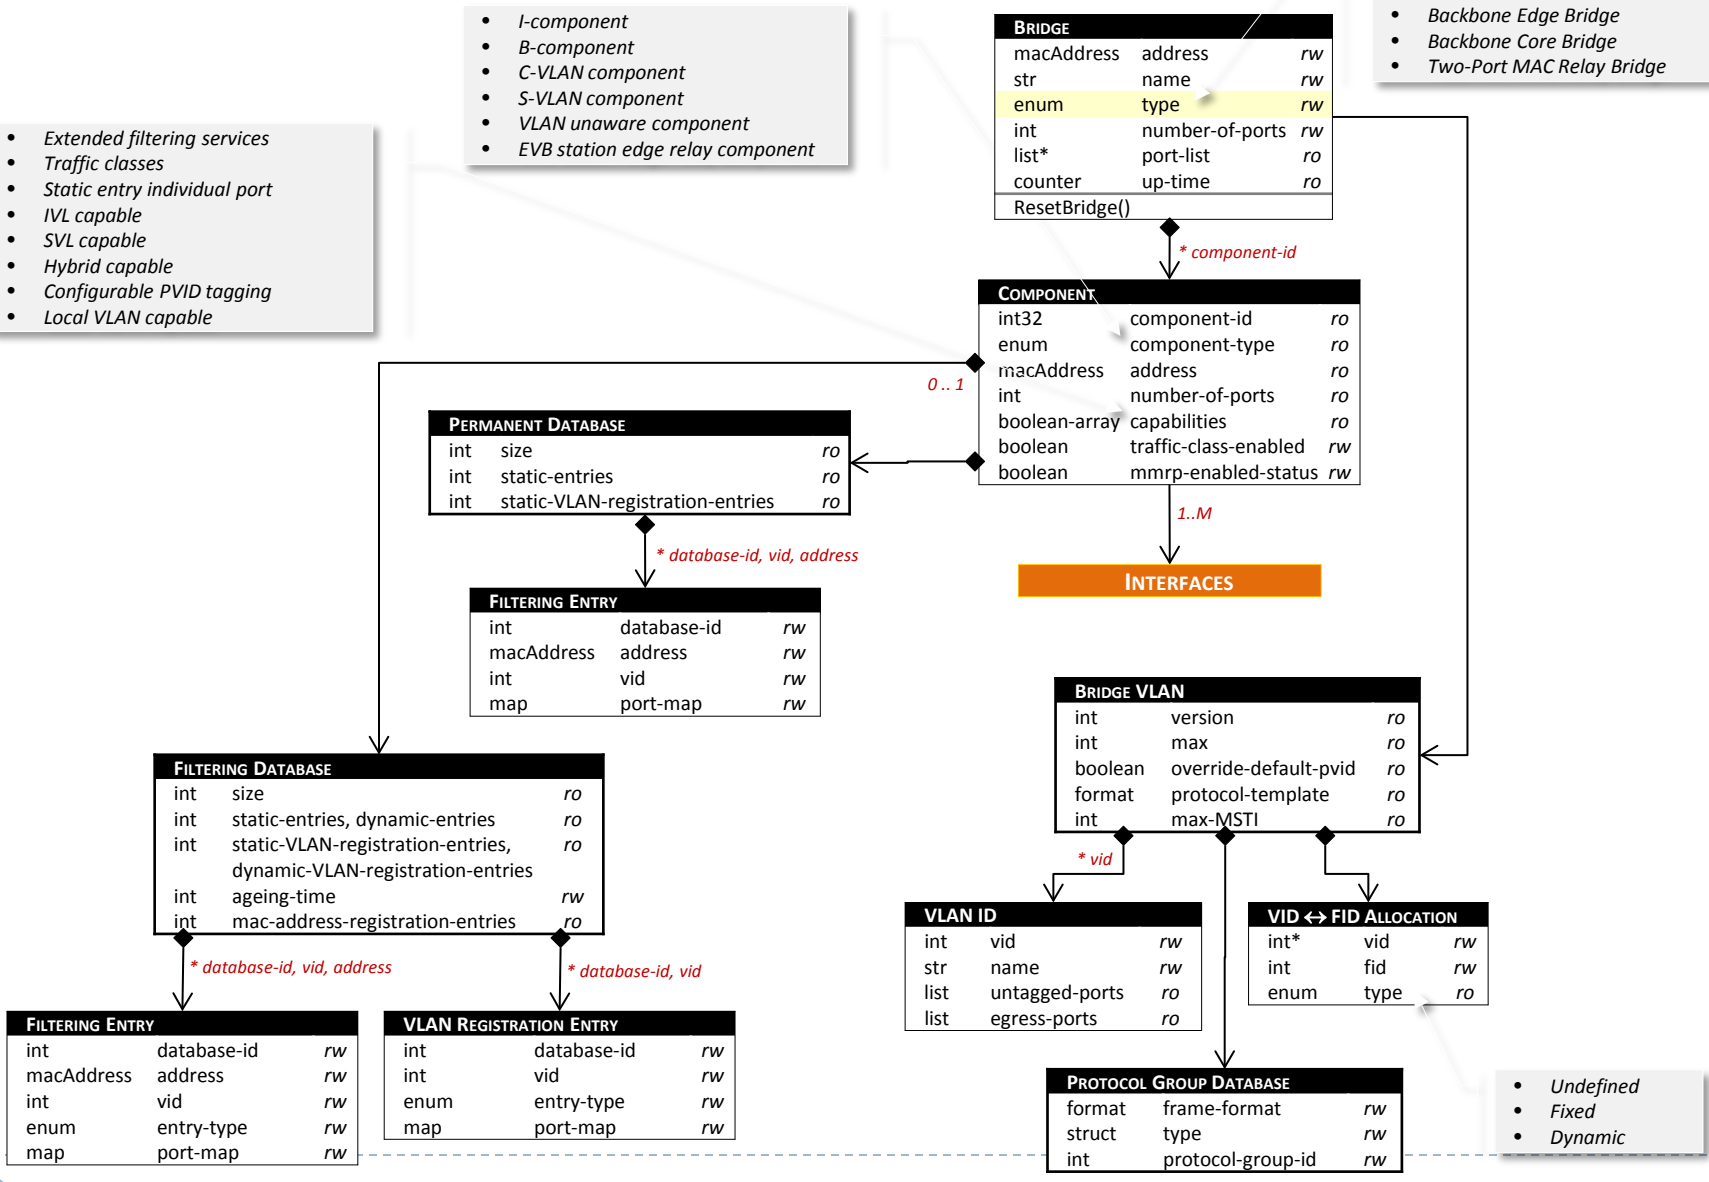 • I-component
• B-component
• C-VLAN component
• S-VLAN component
• VLAN unaware component
• EVB station edge relay component
BRIDGE
macAddress address rw
str name rw
enum type rw
int number-of-ports rw
list* port-list ro
counter up-time ro
ResetBridge()
• Backbone Edge Bridge
• Backbone Core Bridge
• Two-Port MAC Relay Bridge
• Extended filtering services
• Traffic classes
• Static entry individual port
• IVL capable
• SVL capable
• Hybrid capable
• Configurable PVID tagging
• Local VLAN capable
* component-id
COMPONENT
int32 component-id ro
enum component-type ro
macAddress address ro
int number-of-ports ro
boolean-array capabilities ro
boolean traffic-class-enabled rw
boolean mmrp-enabled-status rw
0 .. 1
PERMANENT DATABASE
int size ro
int static-entries ro
int static-VLAN-registration-entries ro
1..M
* database-id, vid, address
INTERFACES
FILTERING ENTRY
int database-id rw
macAddress address rw
int vid rw
map port-map rw
BRIDGE VLAN
int version ro
int max ro
boolean override-default-pvid ro
format protocol-template ro
int max-MSTI ro
FILTERING DATABASE
int size ro
int static-entries, dynamic-entries ro
int static-VLAN-registration-entries, ro
dynamic-VLAN-registration-entries
int ageing-time rw
int mac-address-registration-entries ro
* vid
VLAN ID
int vid rw
str name rw
list untagged-ports ro
list egress-ports ro
VID ↔ FID ALLOCATION
int* vid rw
int fid rw
enum type ro
* database-id, vid, address
* database-id, vid
FILTERING ENTRY
int database-id rw
macAddress address rw
int vid rw
enum entry-type rw
map port-map rw
VLAN REGISTRATION ENTRY
int database-id rw
int vid rw
enum entry-type rw
map port-map rw
PROTOCOL GROUP DATABASE
format frame-format rw
struct type rw
int protocol-group-id rw
• Undefined
• Fixed
• Dynamic